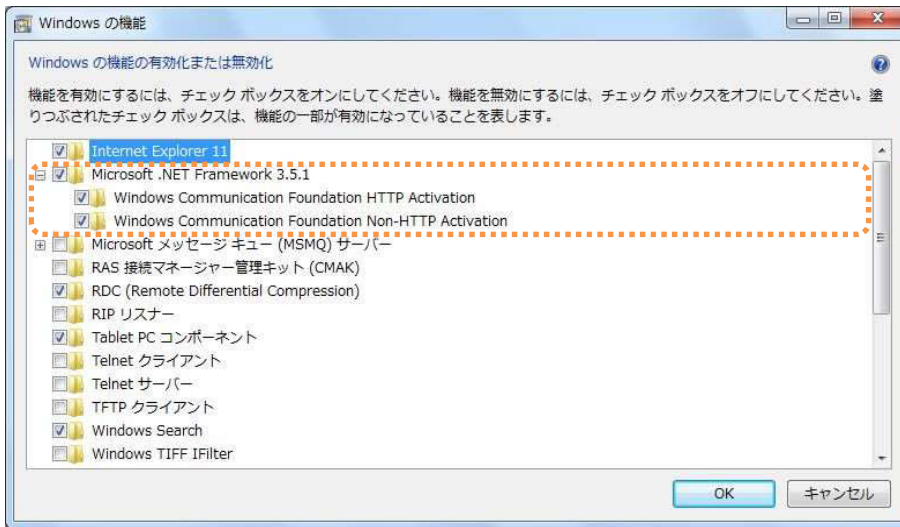 Windows の機能
Windows の機能の有効化または無効化
機能を有効にするには、チェック ボックスをオンにしてください。機能を無効にするには、チェック ボックスをオフにしてください。塗
りつぶされたチェック ボックスは、機能の一部が有効になっていることを表します。
Internet Explorer 11
Microsoft .NET Framework 3.5.1
Windows Communication Foundation HTTP Activation
Windows Communication Foundation Non-HTTP Activation
Microsoft メッセージ キュー (MSMQ) サーバー
RAS 接続マネージャー管理キット (CMAK)
RDC (Remote Differential Compression)
RIP リスナー
Tablet PC コンポーネント
Telnet クライアント
Telnet サーバー
TFTP クライアント
Windows Search
Windows TIFF IFilter
OK キャンセル